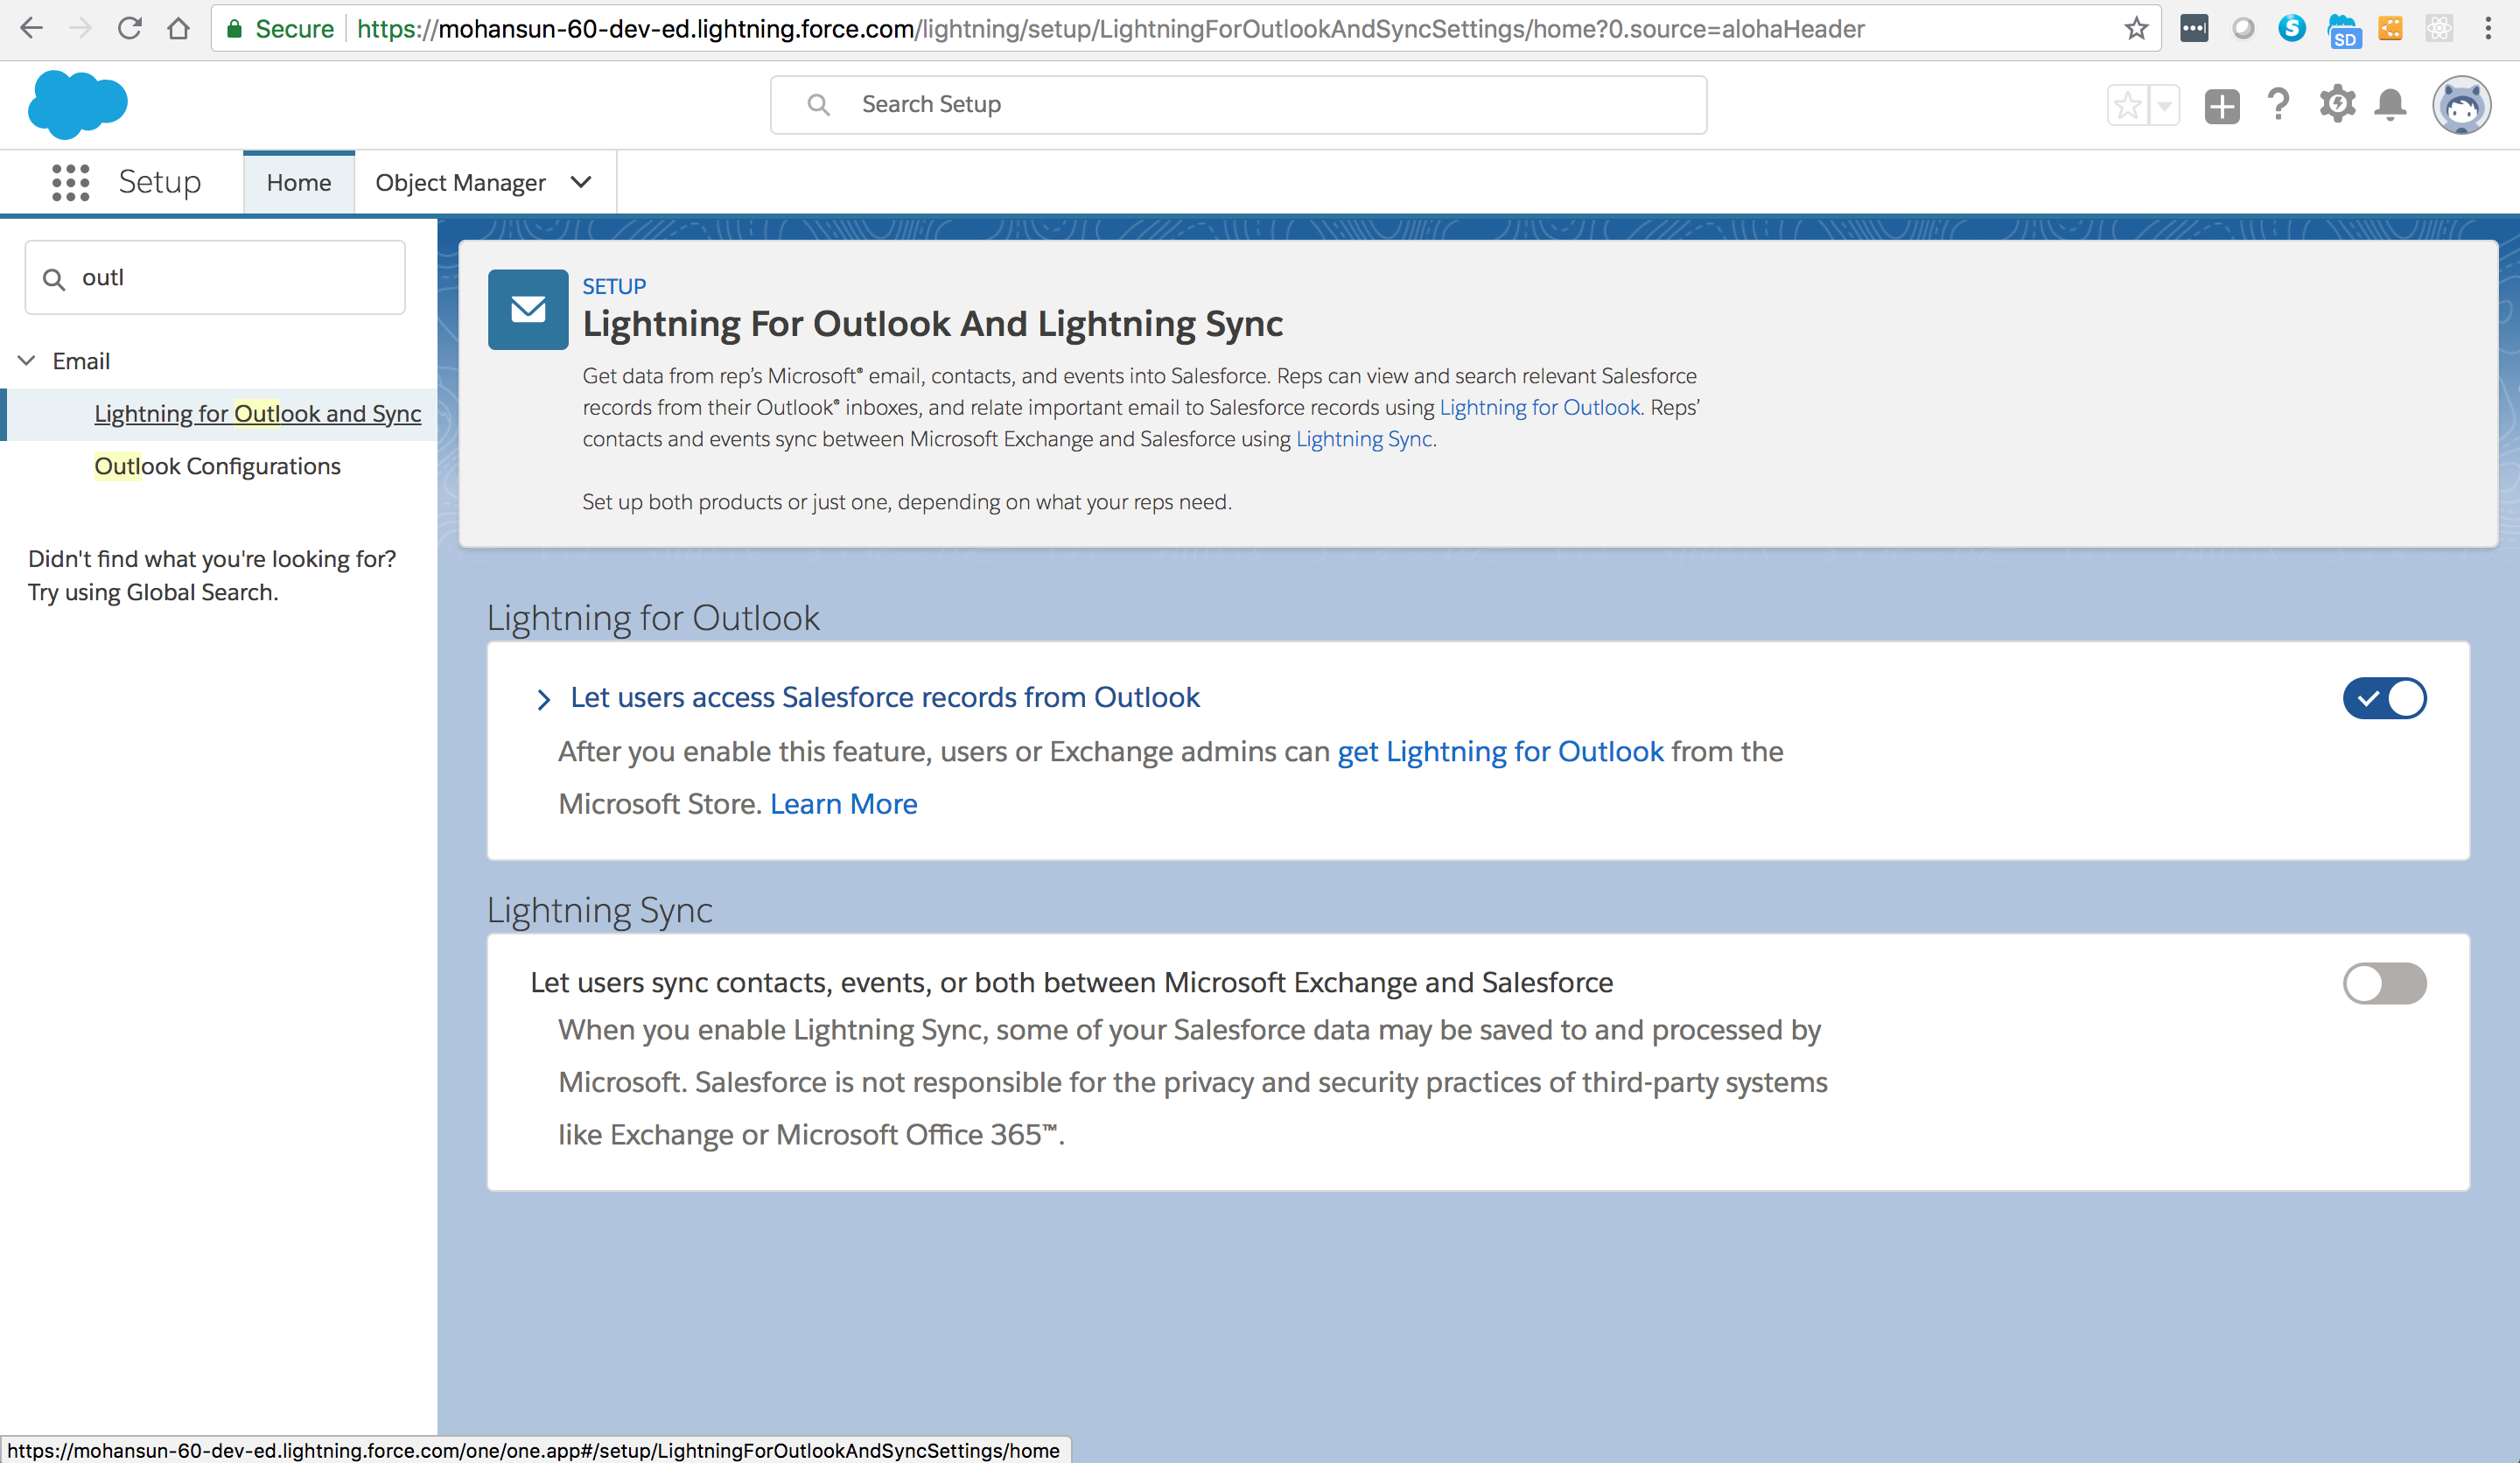 Secure
https://mohansun-60-dev-ed.lightning.force.com/lightning/setup/LightningForOutlookAndSyncSettings/home?0.source=alohaHeader
S
SD
Search Setup
Setup
Home
Object Manager
outl
Email
Lightning for Outlook and Sync
Outlook Configurations
Didn't find what you're looking for?
Try using Global Search.
SETUP
Lightning For Outlook And Lightning Sync
Get data from rep's Microsoft® email, contacts, and events into Salesforce. Reps can view and search relevant Salesforce
records from their Outlook® inboxes, and relate important email to Salesforce records using Lightning for Outlook. Reps'
contacts and events sync between Microsoft Exchange and Salesforce using Lightning Sync.
Set up both products or just one, depending on what your reps need.
Lightning for Outlook
Let users access Salesforce records from Outlook
After you enable this feature, users or Exchange admins can get Lightning for Outlook from the
Microsoft Store. Learn More
Lightning Sync
Let users sync contacts, events, or both between Microsoft Exchange and Salesforce
When you enable Lightning Sync, some of your Salesforce data may be saved to and processed by
Microsoft. Salesforce is not responsible for the privacy and security practices of third-party systems
like Exchange or Microsoft Office 365™.
https://mohansun-60-dev-ed.lightning.force.com/one/one.app#/setup/LightningForOutlookAndSyncSettings/home